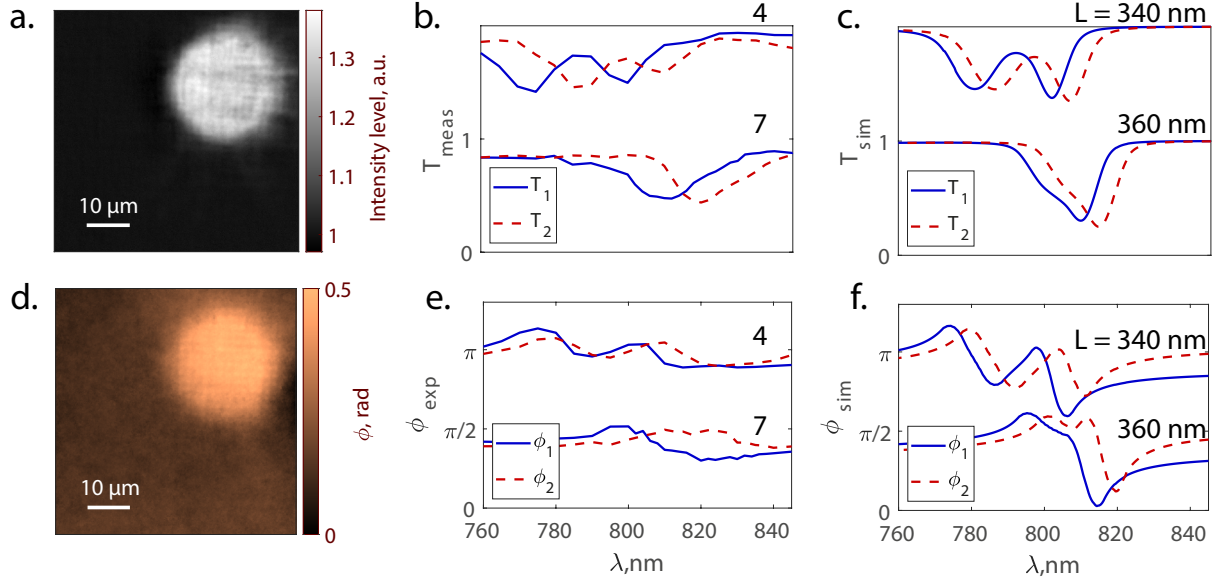 a.
10 μm
1.3
1.2
1.1
1
Intensity level, a.u.
b.
4
7
1
0
T meas
T1
T2
c.
L = 340 nm
360 nm
1
0
T sim
T1
T2
d.
10 μm
0.5
0
ϕ, rad
e.
4
7
π
π/2
0
ϕ exp
ϕ1
ϕ2
760 780 800 820 840
λ,nm
f.
L = 340 nm
360 nm
π
π/2
0
ϕ sim
ϕ1
ϕ2
760 780 800 820 840
λ,nm